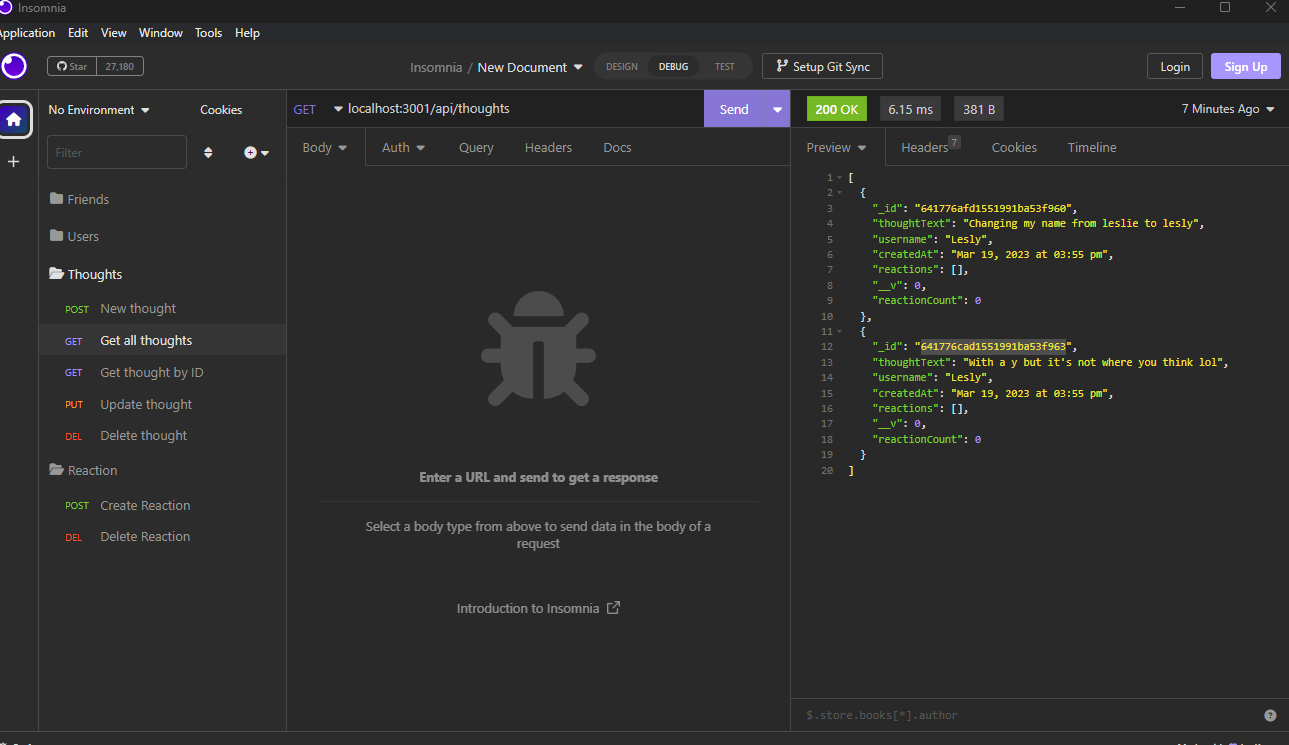 Insomnia
Application Edit View Window Tools Help
Star 27,180
Insomnia / New Document
DESIGN DEBUG TEST
Setup Git Sync
Login
Sign Up
No Environment
Cookies
Filter
Friends
Users
Thoughts
POST New thought
GET Get all thoughts
GET Get thought by ID
PUT Update thought
DEL Delete thought
Reaction
POST Create Reaction
DEL Delete Reaction
GET localhost:3001/api/thoughts
Send
Body Auth Query Headers Docs
Enter a URL and send to get a response
Select a body type from above to send data in the body of a
request
Introduction to Insomnia
200 OK 6.15 ms 381 B 7 Minutes Ago
Preview Headers 7 Cookies Timeline
1 [
2 {
3 "_id": "641776afd1551991ba53f960",
4 "thoughtText": "Changing my name from leslie to lesly",
5 "username": "Lesly",
6 "createdAt": "Mar 19, 2023 at 03:55 pm",
7 "reactions": [],
8 "__v": 0,
9 "reactionCount": 0
10 },
11 {
12 "_id": "641776cad1551991ba53f963",
13 "thoughtText": "With a y but it's not where you think lol",
14 "username": "Lesly",
15 "createdAt": "Mar 19, 2023 at 03:55 pm",
16 "reactions": [],
17 "__v": 0,
18 "reactionCount": 0
19 }
20 ]
$.store.books[*].author